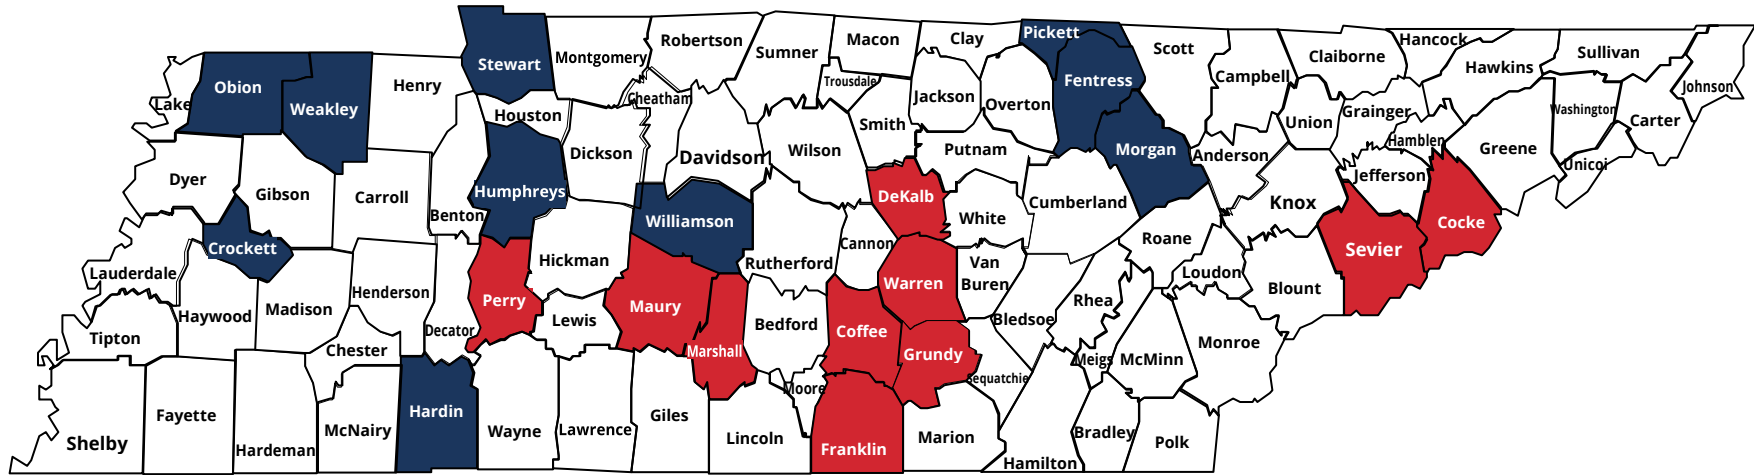 Pickett
Clay
Macon
Robertson
Hancock
Scott
Sumner
Sullivan
Claiborne
Montgomery
Stewart
Hawkins
Campbell
Fentress
Trousdale
Henry
Obion
Johnson
Jackson
Cheatham
Overton
Lake
Weakley
Washington
Grainger
Houston
Carter
Union
Smith
Hamblen
Greene
Putnam
Morgan
Wilson
Dickson
Davidson
Anderson
Unicoi
Jefferson
Dyer
Humphreys
Gibson
DeKalb
Carroll
Cumberland
Knox
Benton
White
Williamson
Cocke
Roane
Cannon
Crockett
Sevier
Hickman
Van
Buren
Rutherford
Loudon
Lauderdale
Warren
Blount
Henderson
Perry
Rhea
Maury
Madison
Haywood
Bledsoe
Lewis
Bedford
Decator
Coffee
Tipton
Monroe
Chester
Marshall
Grundy
Meigs
McMinn
Sequatchie
Moore
Hardin
Fayette
Giles
Lawrence
McNairy
Wayne
Bradley
Lincoln
Marion
Shelby
Polk
Hardeman
Franklin
Hamilton